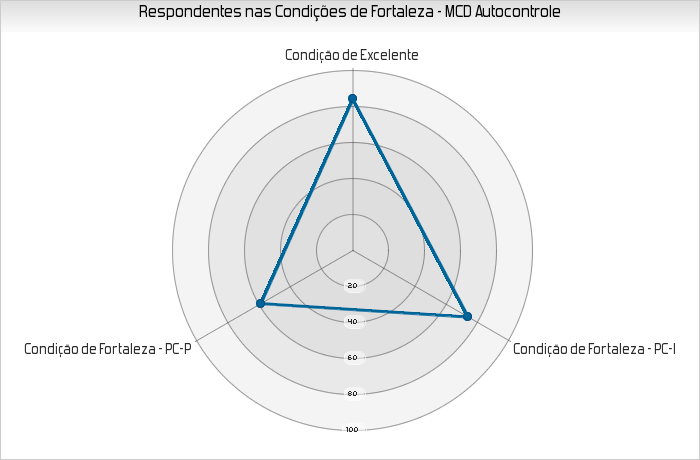 Respondentes nas Condições de Fortaleza - MCD Autocontrole
Condição de Excelente
20
40
Condição de Fortaleza - PC-P
Condição de Fortaleza - PC-I
60
80
100